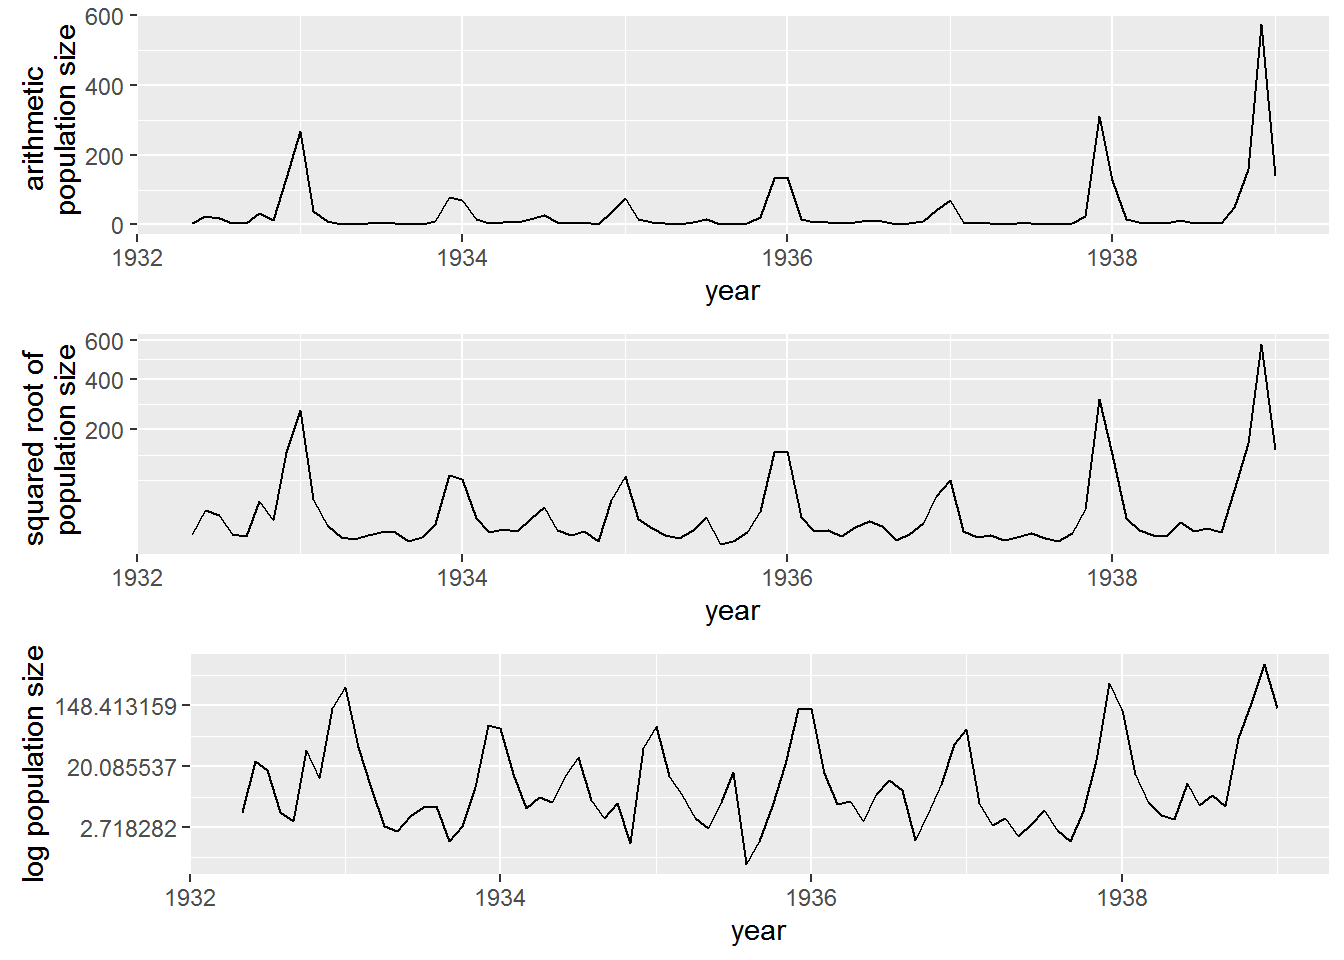 arithmetic
population size
600
400
200
0
1932 1934 1936 1938
year
squared root of
population size
600
400
200
1932 1934 1936 1938
year
log population size
148.413159
20.085537
2.718282
1932 1934 1936 1938
year